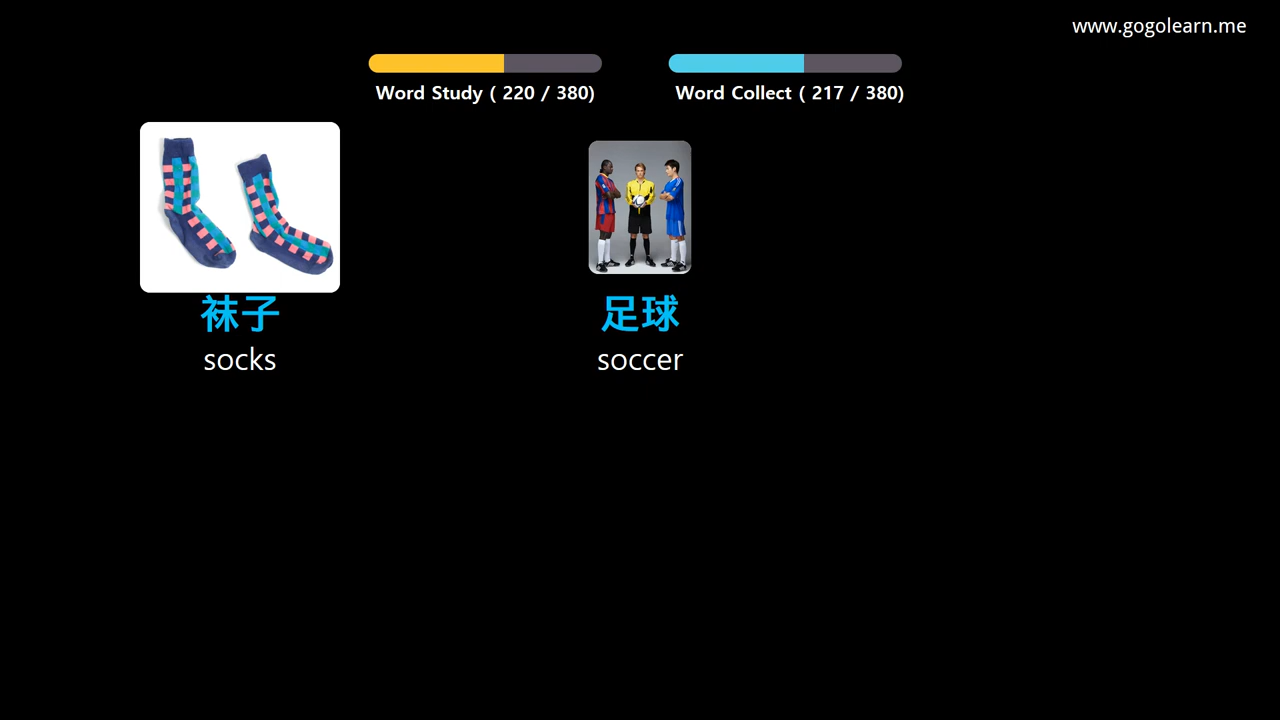 www.gogolearn.me
Word Study ( 220 / 380)
Word Collect ( 217 / 380)
袜子
socks
足球
soccer